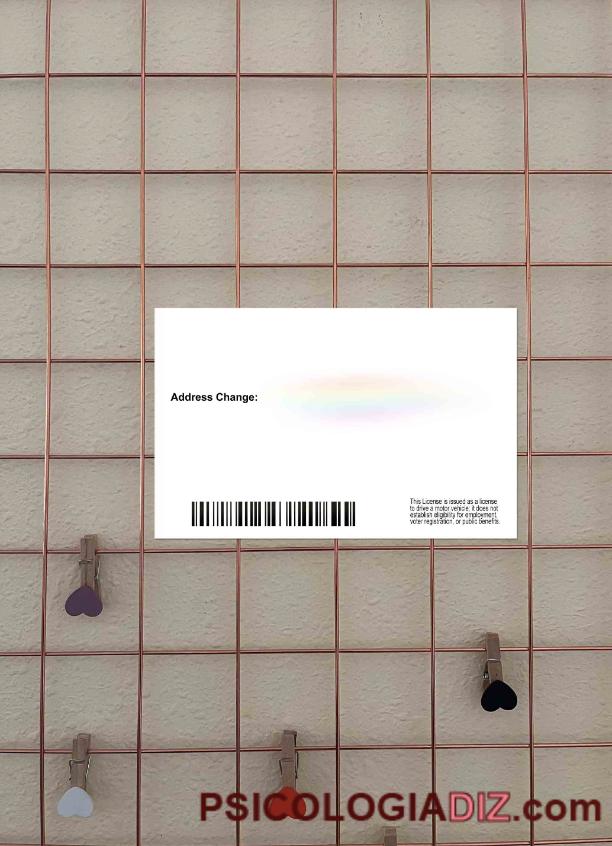 Address Change:
This License is issued as a license
to drive a motor vehicle; it does not
establish eligibility for employment,
voter registration, or public benefits.
PSICOLOGIADIZ.com